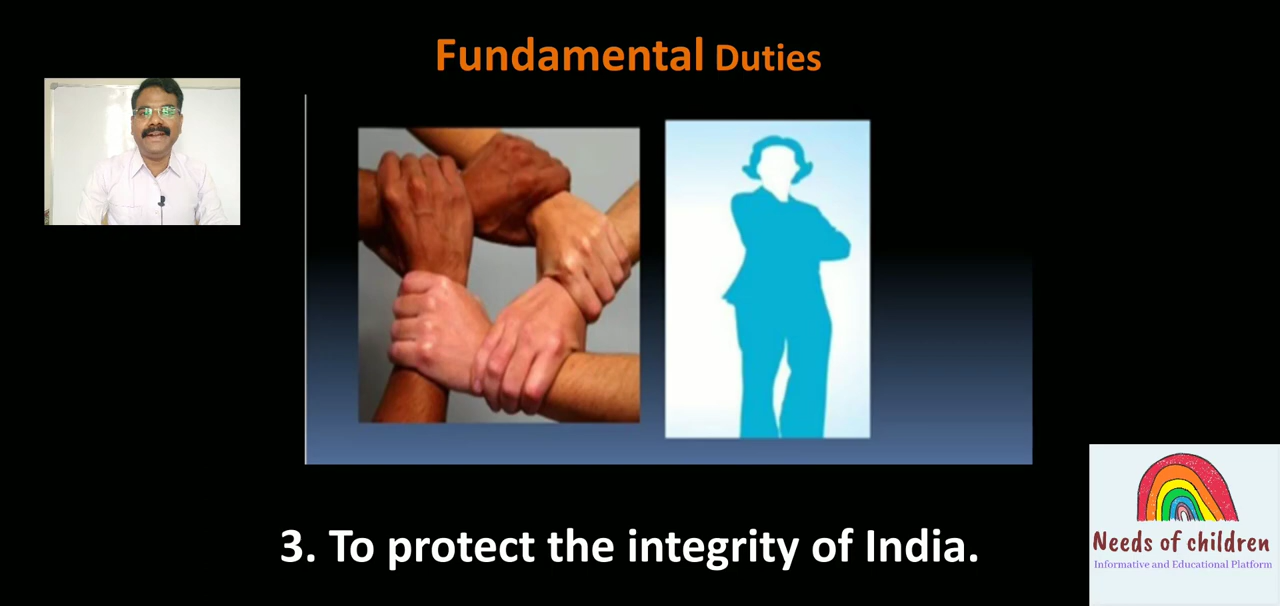 Fundamental Duties
3. To protect the integrity of India.
Needs of children
Informative and Educational Platform